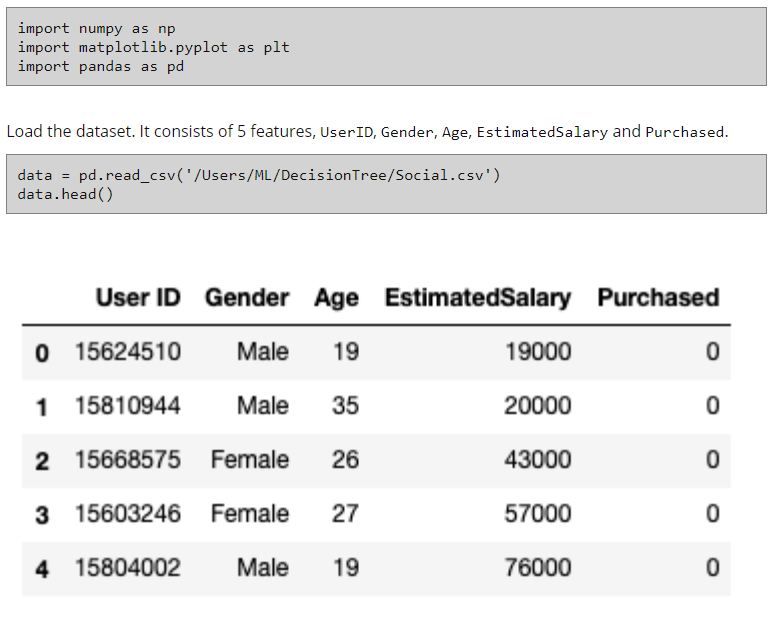 import numpy as np
import matplotlib.pyplot as plt
import pandas as pd
Load the dataset. It consists of 5 features, UserID, Gender, Age, EstimatedSalary and Purchased.
data = pd.read_csv('/Users/ML/DecisionTree/Social.csv')
data.head()
User ID Gender Age EstimatedSalary Purchased
0 15624510 Male 19 19000 0
1 15810944 Male 35 20000 0
2 15668575 Female 26 43000 0
3 15603246 Female 27 57000 0
4 15804002 Male 19 76000 0